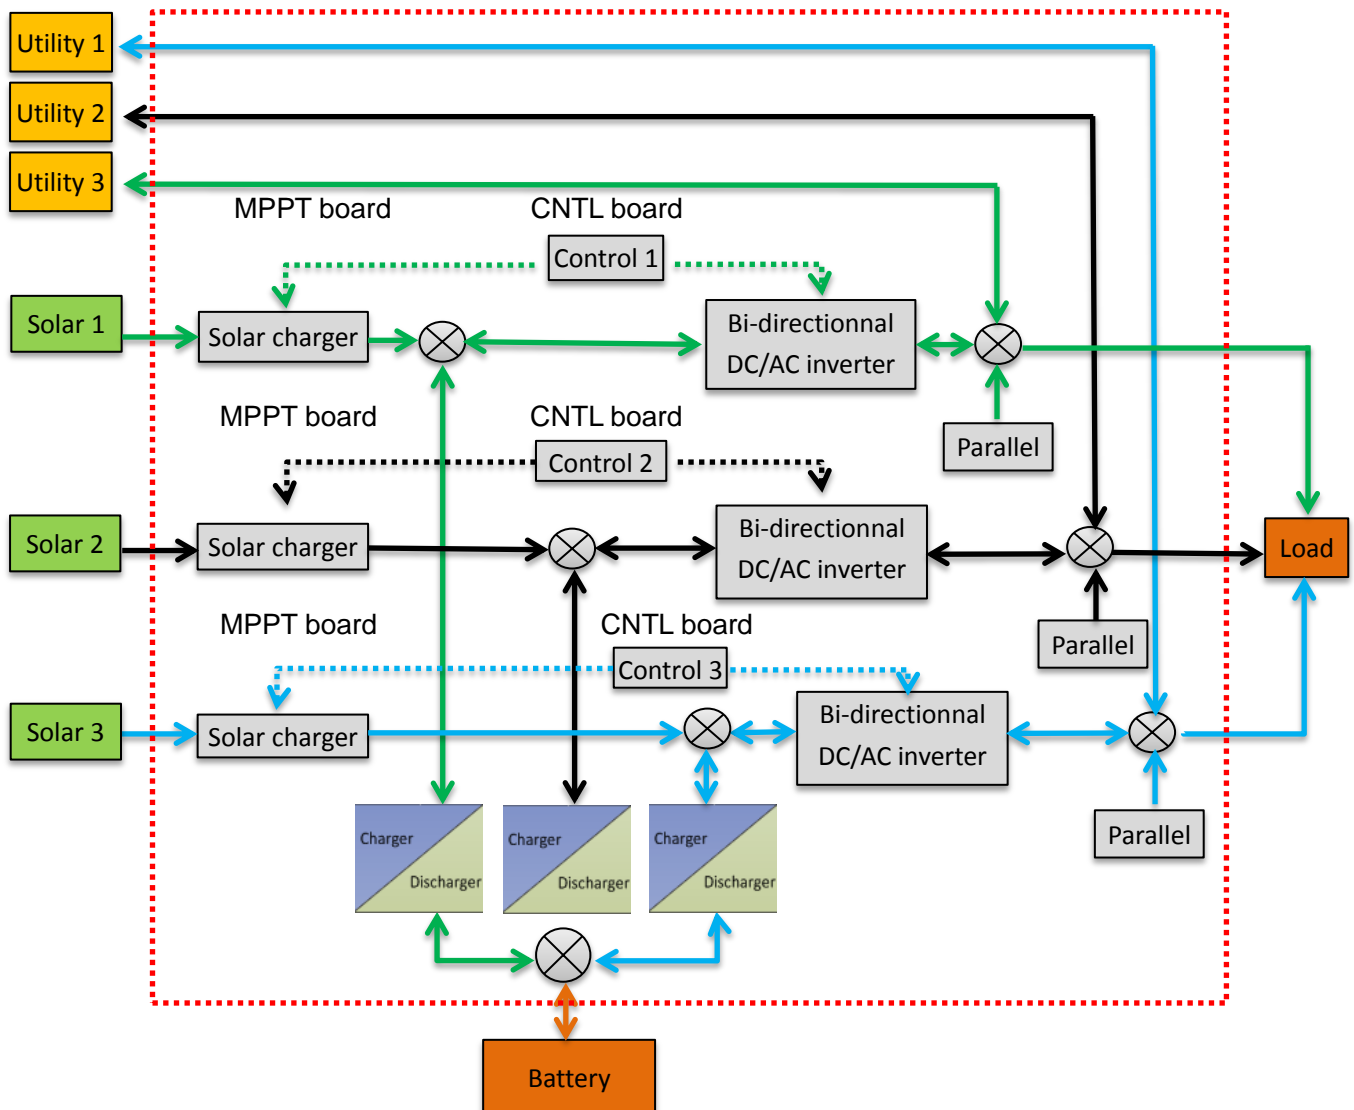 Utility 1
Utility 2
Utility 3
MPPT board
CNTL board
Control 1
Solar 1
Solar charger
Bi-directionnal
DC/AC inverter
Parallel
MPPT board
CNTL board
Control 2
Solar 2
Solar charger
Bi-directionnal
DC/AC inverter
Load
Parallel
MPPT board
CNTL board
Control 3
Solar 3
Solar charger
Bi-directionnal
DC/AC inverter
Parallel
Charger
Discharger
Charger
Discharger
Charger
Discharger
Battery